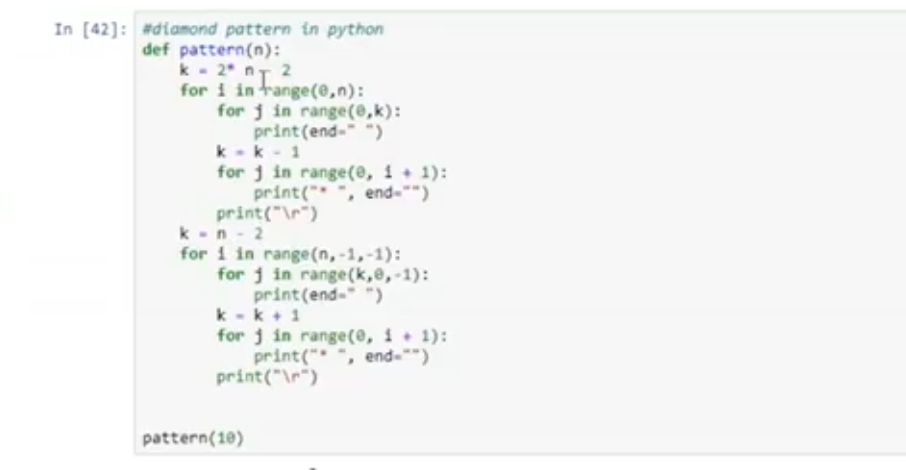 In [42]: #diamond pattern in python
def pattern(n):
    k = 2* n - 2
    for i in range(0,n):
        for j in range(0,k):
            print(end=" ")
        k = k - 1
        for j in range(0, i + 1):
            print("* ", end="")
        print("\r")
    k = n - 2
    for i in range(n,-1,-1):
        for j in range(k,0,-1):
            print(end=" ")
        k = k + 1
        for j in range(0, i + 1):
            print("* ", end="")
        print("\r")
pattern(10)